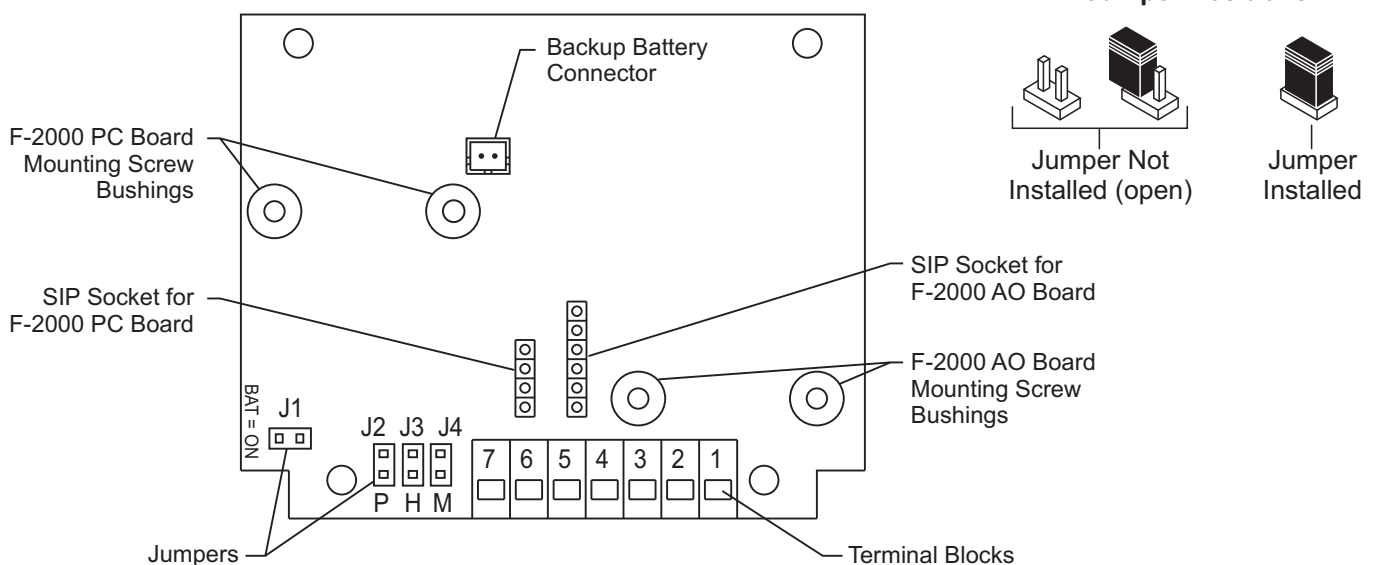 Backup Battery
Connector
F-2000 PC Board
Mounting Screw
Bushings
Jumper Not
Installed (open)
Jumper
Installed
SIP Socket for
F-2000 PC Board
SIP Socket for
F-2000 AO Board
F-2000 AO Board
Mounting Screw
Bushings
BAT = ON
J1
J2 J3 J4
P H M
7 6 5 4 3 2 1
Jumpers
Terminal Blocks